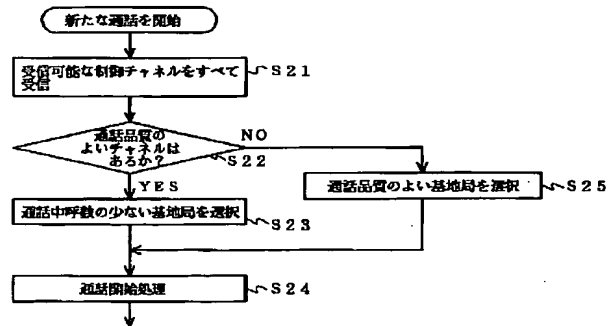 新たな通話を開始
受信可能な制御チャネルをすべて
受信
S21
通話品質の
よいチャネルは
あるか?
NO
S22
YES
通話品質のよい基地局を選択
S25
通話中呼数の少ない基地局を選択
S23
通話開始処理
S24